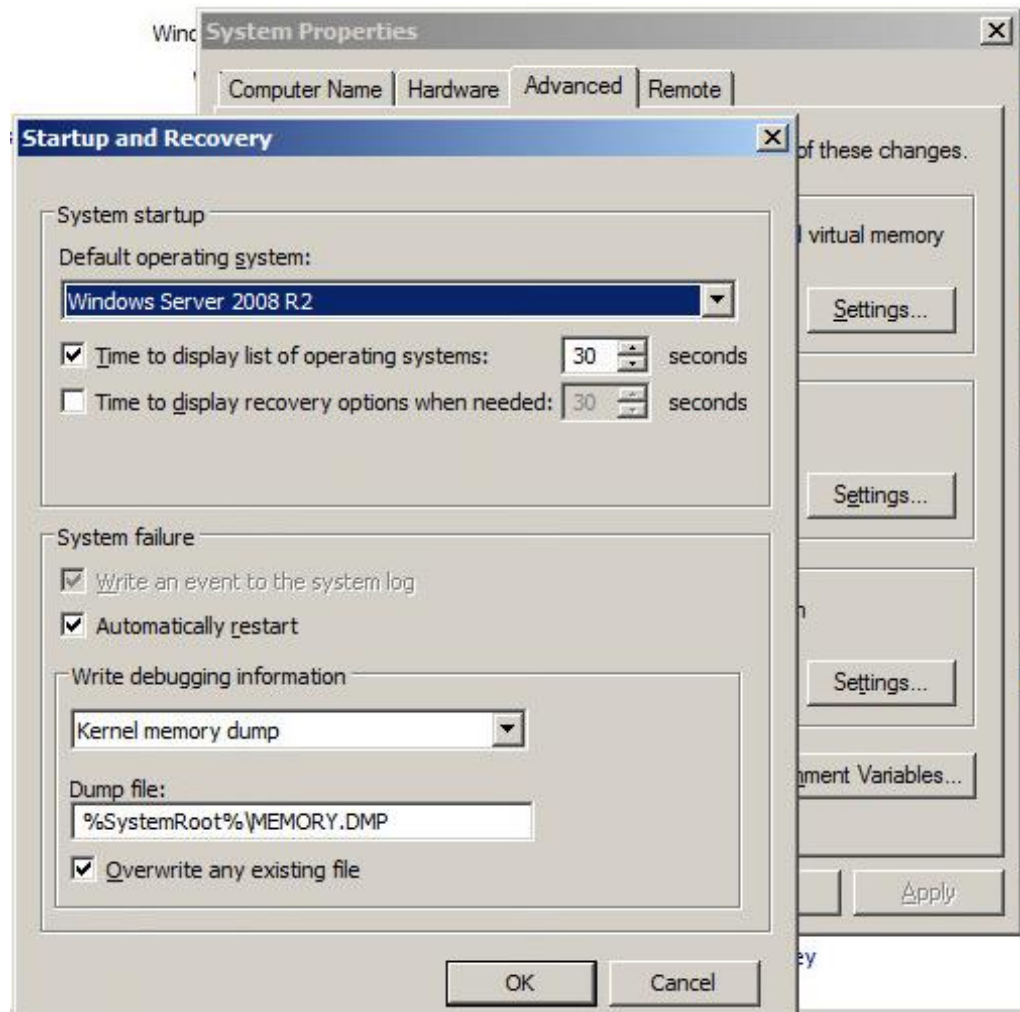 Wind
System Properties
Computer Name Hardware Advanced Remote
Startup and Recovery
of these changes.
System startup
virtual memory
Default operating system:
Windows Server 2008 R2
Settings...
Time to display list of operating systems: 30 seconds
Time to display recovery options when needed: 30 seconds
Settings...
System failure
Write an event to the system log
Automatically restart
Write debugging information
Settings...
Kernel memory dump
nment Variables...
Dump file:
%SystemRoot%\MEMORY.DMP
Overwrite any existing file
Apply
ey
OK Cancel